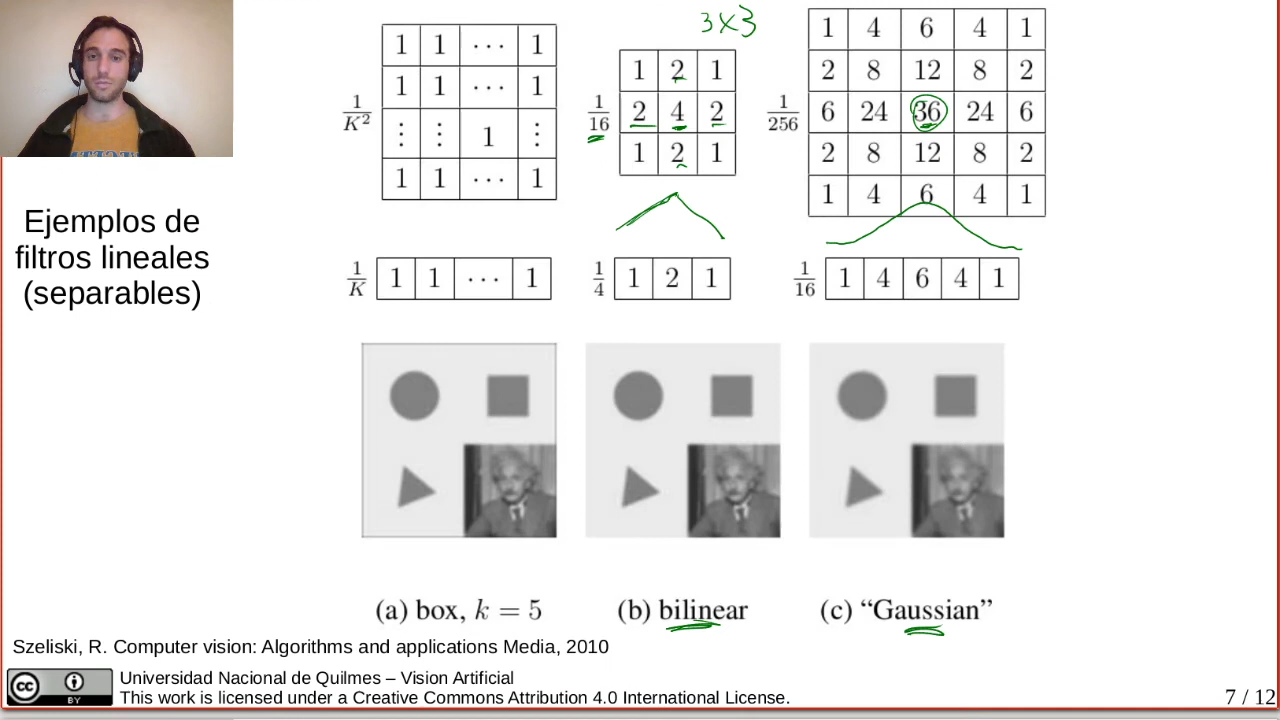 Ejemplos de
filtros lineales
(separables)
1/K²
1 1 ⋯ 1
1 1 ⋯ 1
⋮ ⋮ 1 ⋮
1 1 ⋯ 1
3x3
1/16
1 2 1
2 4 2
1 2 1
1/256
1 4 6 4 1
2 8 12 8 2
6 24 36 24 6
2 8 12 8 2
1 4 6 4 1
1/K 1 1 ⋯ 1
1/4 1 2 1
1/16 1 4 6 4 1
(a) box, k = 5
(b) bilinear
(c) “Gaussian”
Szeliski, R. Computer vision: Algorithms and applications Media, 2010
cc BY
Universidad Nacional de Quilmes – Vision Artificial
This work is licensed under a Creative Commons Attribution 4.0 International License.
7 / 12